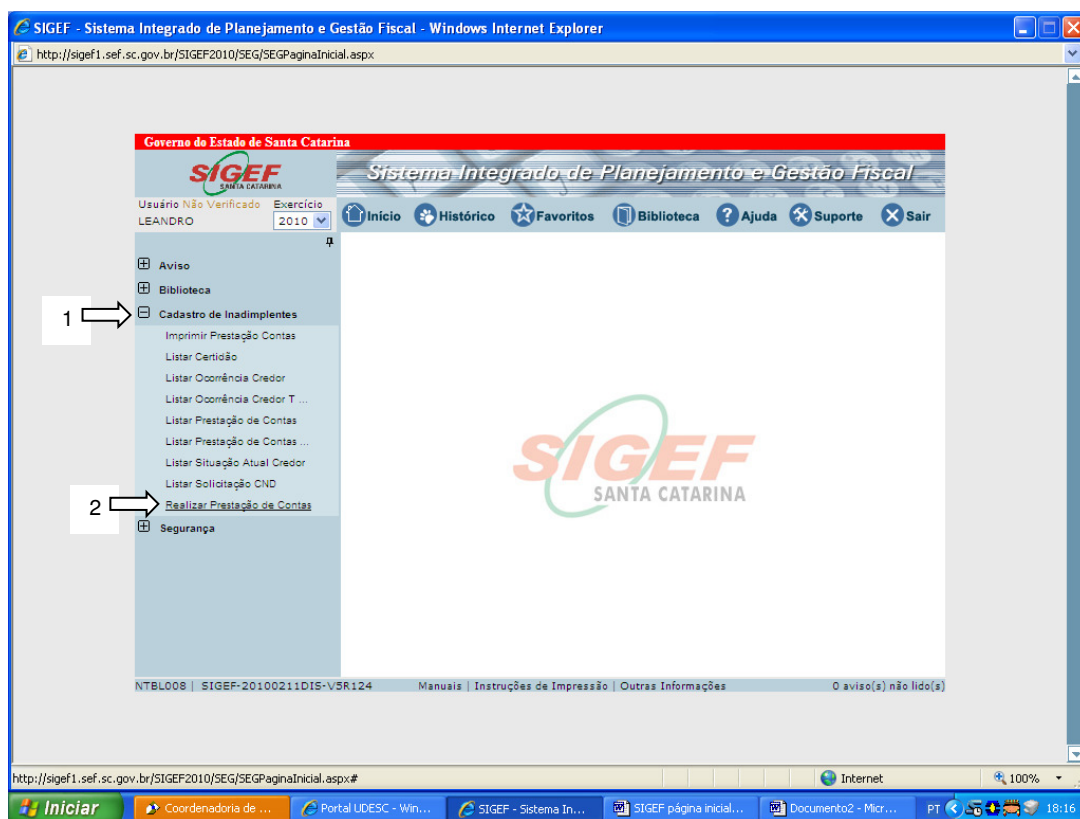 SIGEF - Sistema Integrado de Planejamento e Gestão Fiscal - Windows Internet Explorer
http://sigef1.sef.sc.gov.br/SIGEF2010/SEG/SEGPaginaInicial.aspx
Governo do Estado de Santa Catarina
SIGEF
SANTA CATARINA
Sistema Integrado de Planejamento e Gestão Fiscal
Usuário Não Verificado Exercício
LEANDRO 2010
Início Histórico Favoritos Biblioteca Ajuda Suporte Sair
Aviso
Biblioteca
1
Cadastro de Inadimplentes
Imprimir Prestação Contas
Listar Certidão
Listar Ocorrência Credor
Listar Ocorrência Credor T ...
Listar Prestação de Contas
Listar Prestação de Contas ...
Listar Situação Atual Credor
Listar Solicitação CND
2
Realizar Prestação de Contas
Segurança
SIGEF
SANTA CATARINA
NTBL008 | SIGEF-20100211DIS-V5R124 Manuais | Instruções de Impressão | Outras Informações 0 aviso(s) não lido(s)
http://sigef1.sef.sc.gov.br/SIGEF2010/SEG/SEGPaginaInicial.aspx# Internet 100%
Iniciar Coordenadoria de ... Portal UDESC - Win... SIGEF - Sistema In... SIGEF página inicial... Documento2 - Micr... PT 18:16